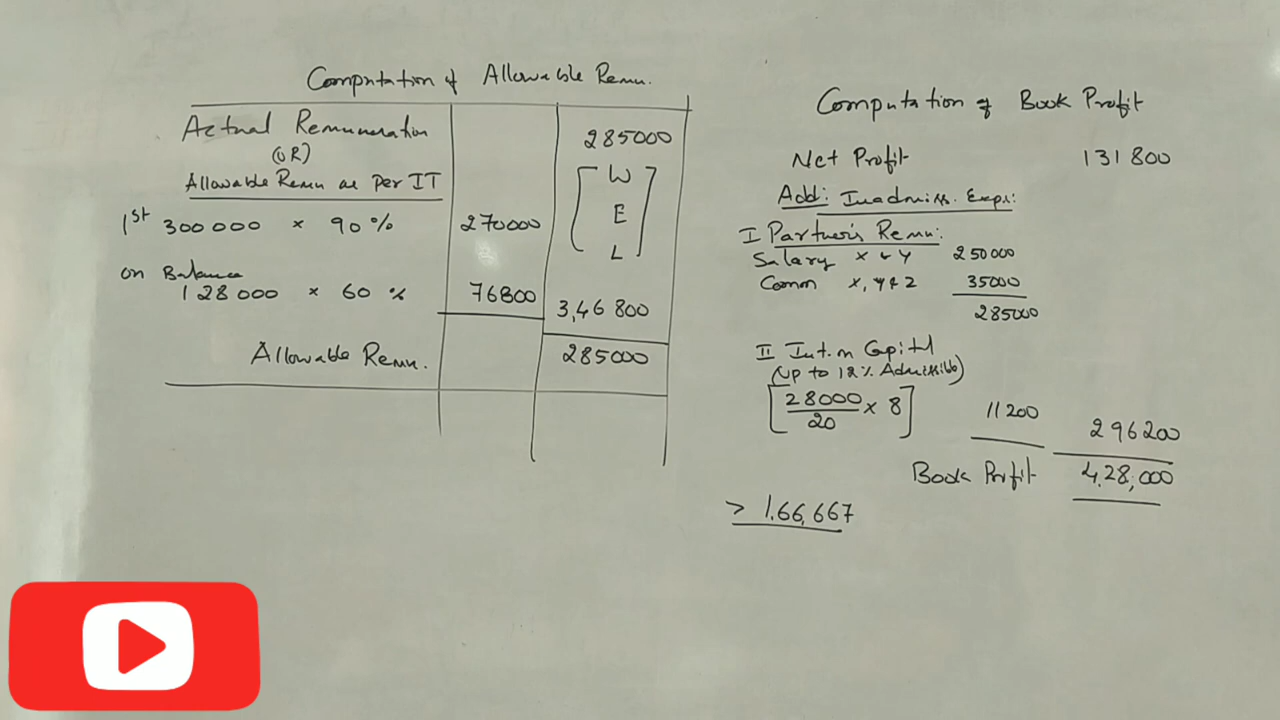 Computation of Allowable Remu.
Actual Remuneration 285000
(OR)
Allowable Remu as Per IT
[W
E
L]
1st 300000 x 90% 270000
on Balance
128000 x 60% 76800 3,46800
Allowable Remu. 285000
Computation of Book Profit
Net Profit 131800
Add: Inadmiss. Exps:
I Partner's Remu:
Salary X & Y 250000
Comm X, Y & Z 35000
285000
II Int. on Capital
(Up to 12% Admissible)
[28000/20 x 8] 11200 296200
Book Profit 4,28,000
> 1,66,667